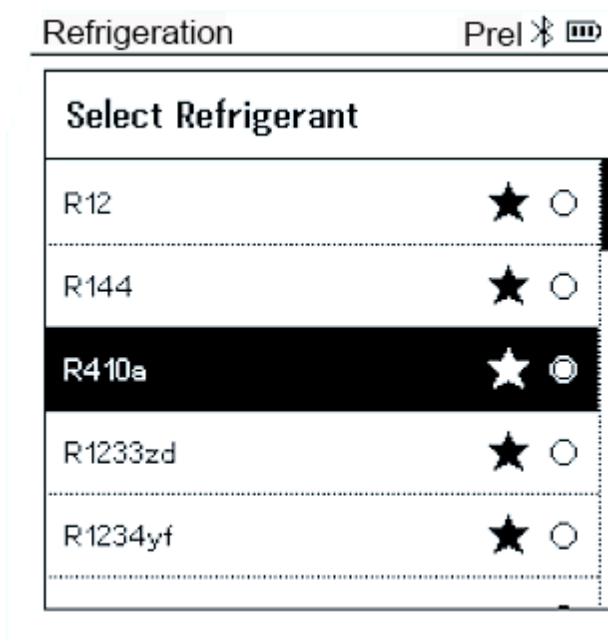 Refrigeration Prel
Select Refrigerant
R12
R144
R410a
R1233zd
R1234yf